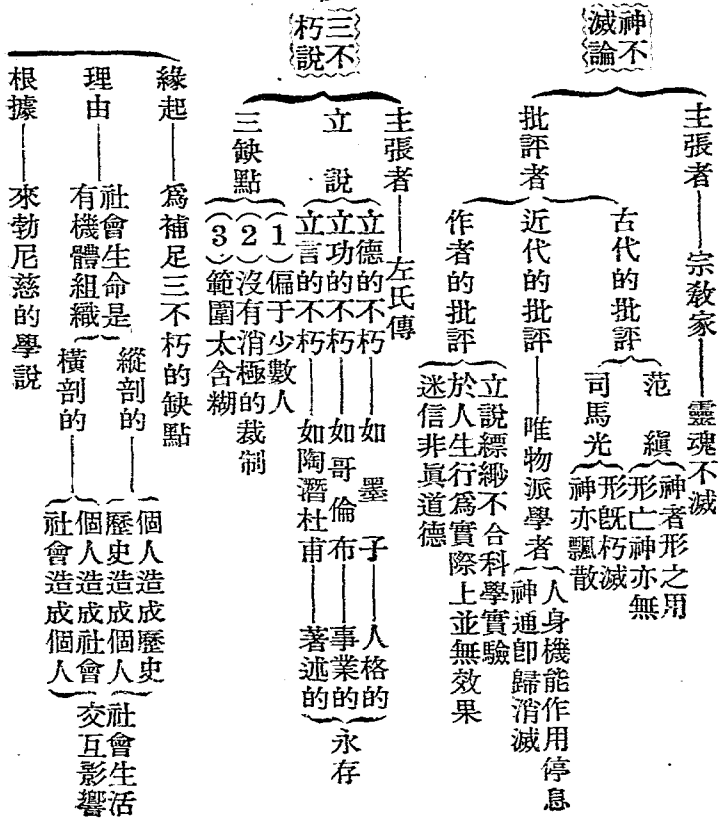 神不
滅論
主張者——宗敎家——靈魂不滅
批評者
古代的批評
范縝
神者形之用
形亡神亦無
司馬光
形旣朽滅
神亦飄散
近代的批評——唯物派學者
人身機能作用停息
神通卽歸消滅
作者的批評
立說縹緲不合科學實驗
於人生行爲實際上並無效果
迷信非眞道德
三不
朽說
主張者——左氏傳
立說
立德的不朽——如墨子——人格的
立功的不朽——如哥倫布——事業的
立言的不朽——如陶潛杜甫——著述的
永存
三缺點
(1)偏于少數人
(2)沒有消極的裁制
(3)範圍太含糊
緣起——爲補足三不朽的缺點
理由——社會生命是
有機體組織
縱剖的
個人造成歷史
歷史造成個人
橫剖的
個人造成社會
社會造成個人
社會生活
交互影響
根據——來勃尼慈的學說